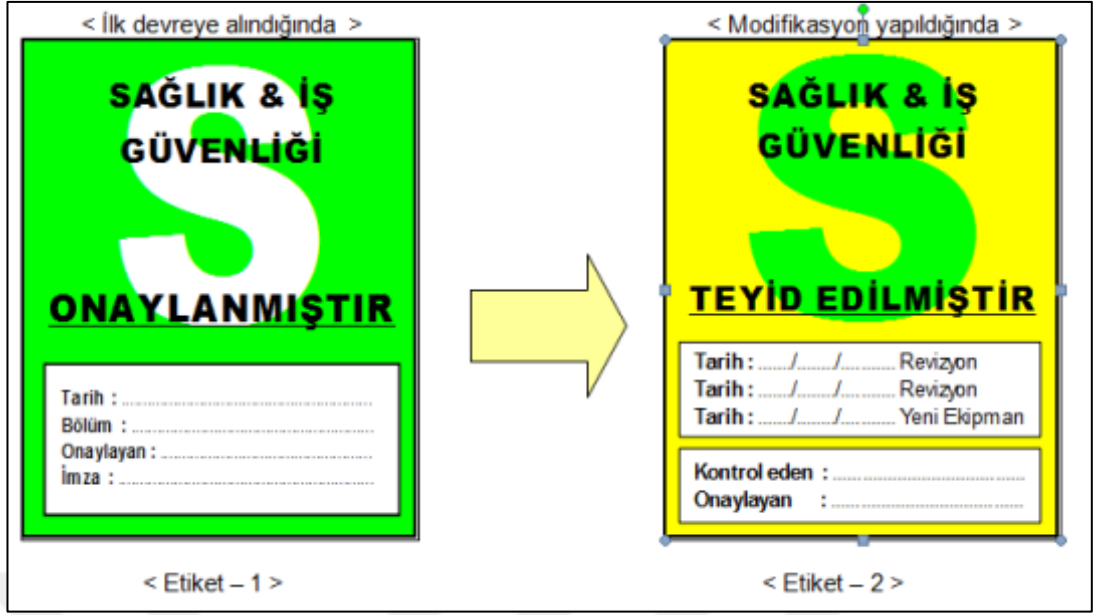 < İlk devreye alındığında >
SAĞLIK & İŞ
GÜVENLİĞİ
S
ONAYLANMIŞTIR
Tarih : ......................................................
Bölüm : ......................................................
Onaylayan : ......................................................
İmza : ......................................................
< Etiket – 1 >
< Modifikasyon yapıldığında >
SAĞLIK & İŞ
GÜVENLİĞİ
S
TEYİD EDİLMİŞTİR
Tarih : ......./......../............ Revizyon
Tarih : ......./......../............ Revizyon
Tarih : ......./......../............ Yeni Ekipman
Kontrol eden : ..........................................
Onaylayan : ..........................................
< Etiket – 2 >